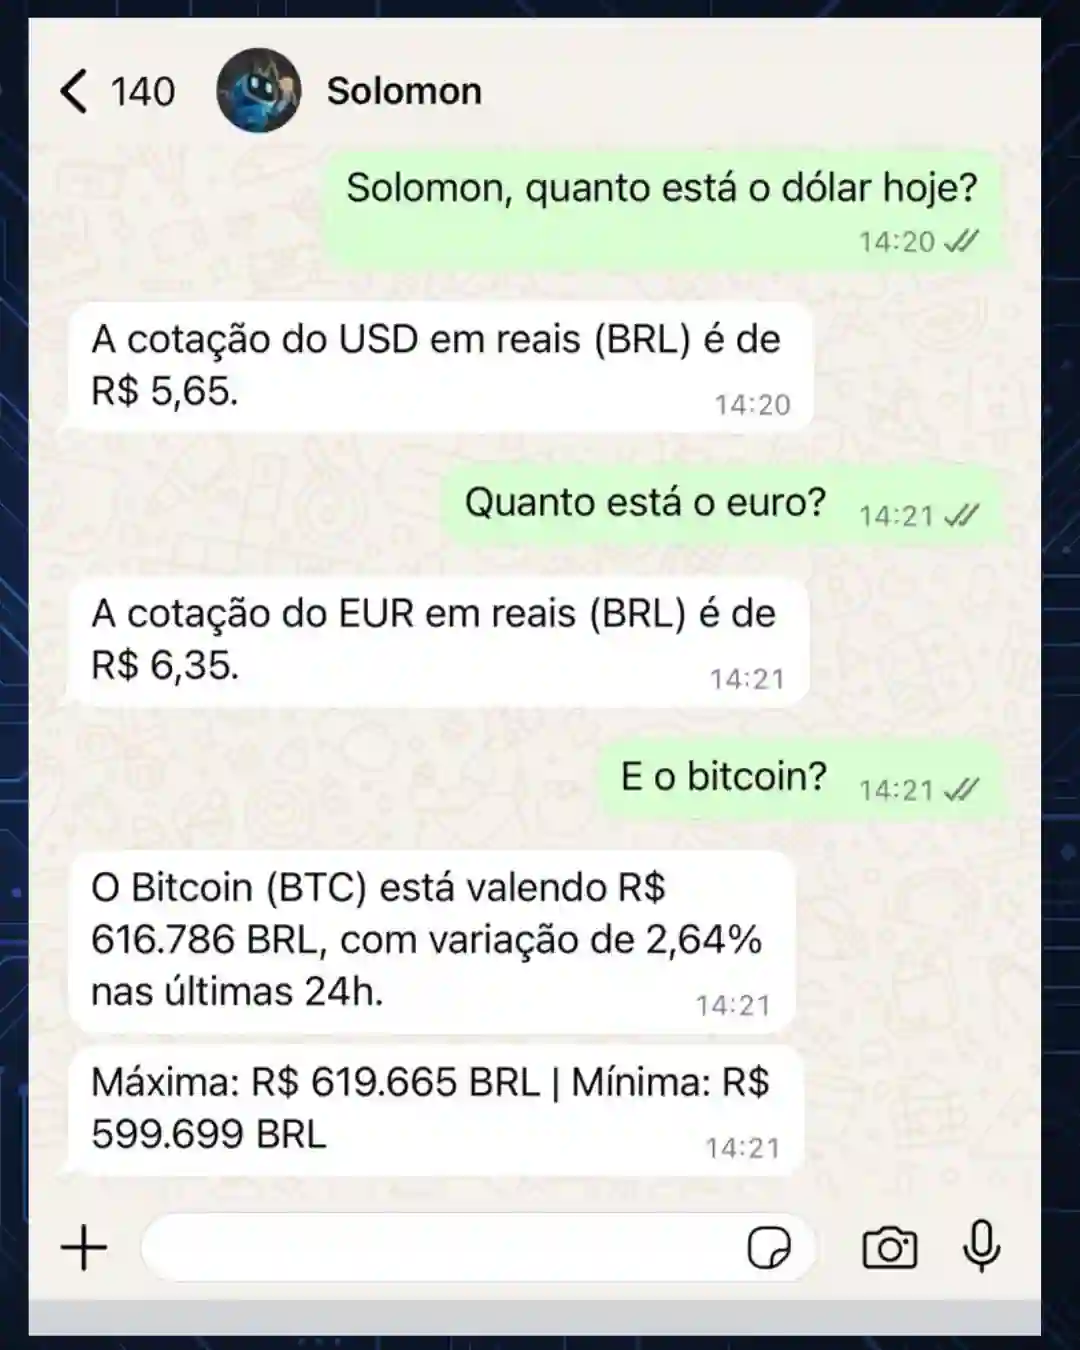 140
Solomon
Solomon, quanto está o dólar hoje?
14:20
A cotação do USD em reais (BRL) é de
R$ 5,65.
14:20
Quanto está o euro?
14:21
A cotação do EUR em reais (BRL) é de
R$ 6,35.
14:21
E o bitcoin?
14:21
O Bitcoin (BTC) está valendo R$
616.786 BRL, com variação de 2,64%
nas últimas 24h.
14:21
Máxima: R$ 619.665 BRL | Mínima: R$
599.699 BRL
14:21